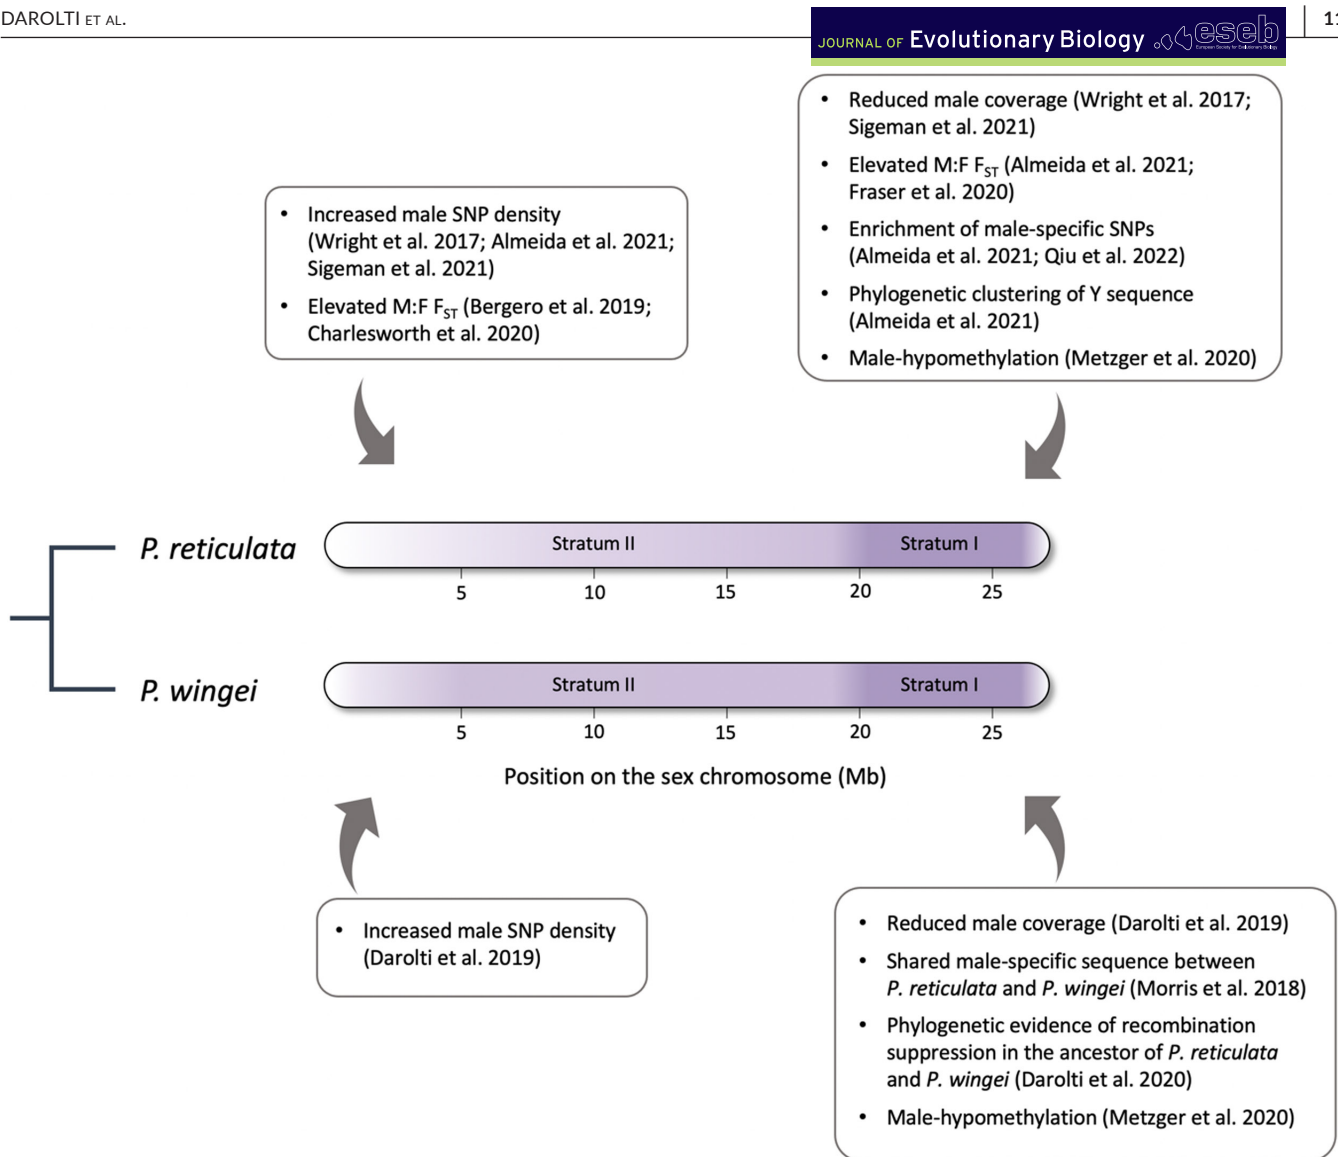 DAROLTI ET AL.
JOURNAL OF Evolutionary Biology eseb
European Society for Evolutionary Biology
11
• Reduced male coverage (Wright et al. 2017;
Sigeman et al. 2021)
• Elevated M:F FST (Almeida et al. 2021;
Fraser et al. 2020)
• Enrichment of male-specific SNPs
(Almeida et al. 2021; Qiu et al. 2022)
• Phylogenetic clustering of Y sequence
(Almeida et al. 2021)
• Male-hypomethylation (Metzger et al. 2020)
• Increased male SNP density
(Wright et al. 2017; Almeida et al. 2021;
Sigeman et al. 2021)
• Elevated M:F FST (Bergero et al. 2019;
Charlesworth et al. 2020)
P. reticulata
Stratum II Stratum I
5 10 15 20 25
P. wingei
Stratum II Stratum I
5 10 15 20 25
Position on the sex chromosome (Mb)
• Increased male SNP density
(Darolti et al. 2019)
• Reduced male coverage (Darolti et al. 2019)
• Shared male-specific sequence between
P. reticulata and P. wingei (Morris et al. 2018)
• Phylogenetic evidence of recombination
suppression in the ancestor of P. reticulata
and P. wingei (Darolti et al. 2020)
• Male-hypomethylation (Metzger et al. 2020)